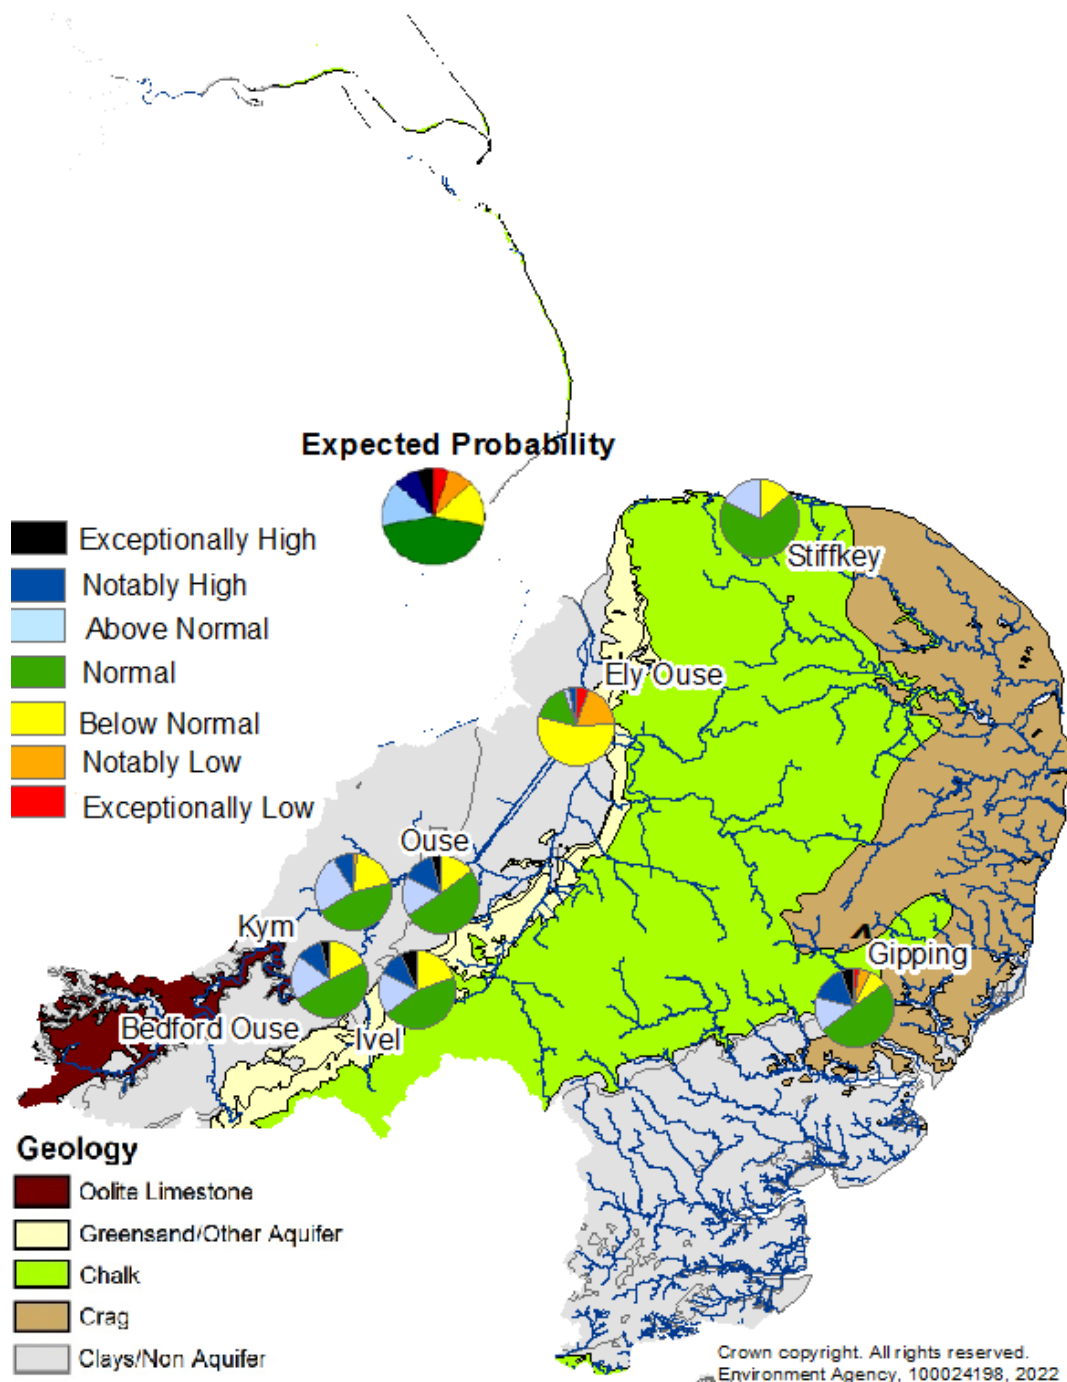 Expected Probability
Exceptionally High
Notably High
Above Normal
Normal
Below Normal
Notably Low
Exceptionally Low
Stiffkey
Ely Ouse
Ouse
Kym
Gipping
Bedford Ouse
Ivel
Geology
Oolite Limestone
Greensand/Other Aquifer
Chalk
Crag
Clays/Non Aquifer
Crown copyright. All rights reserved.
Environment Agency, 100024198, 2022